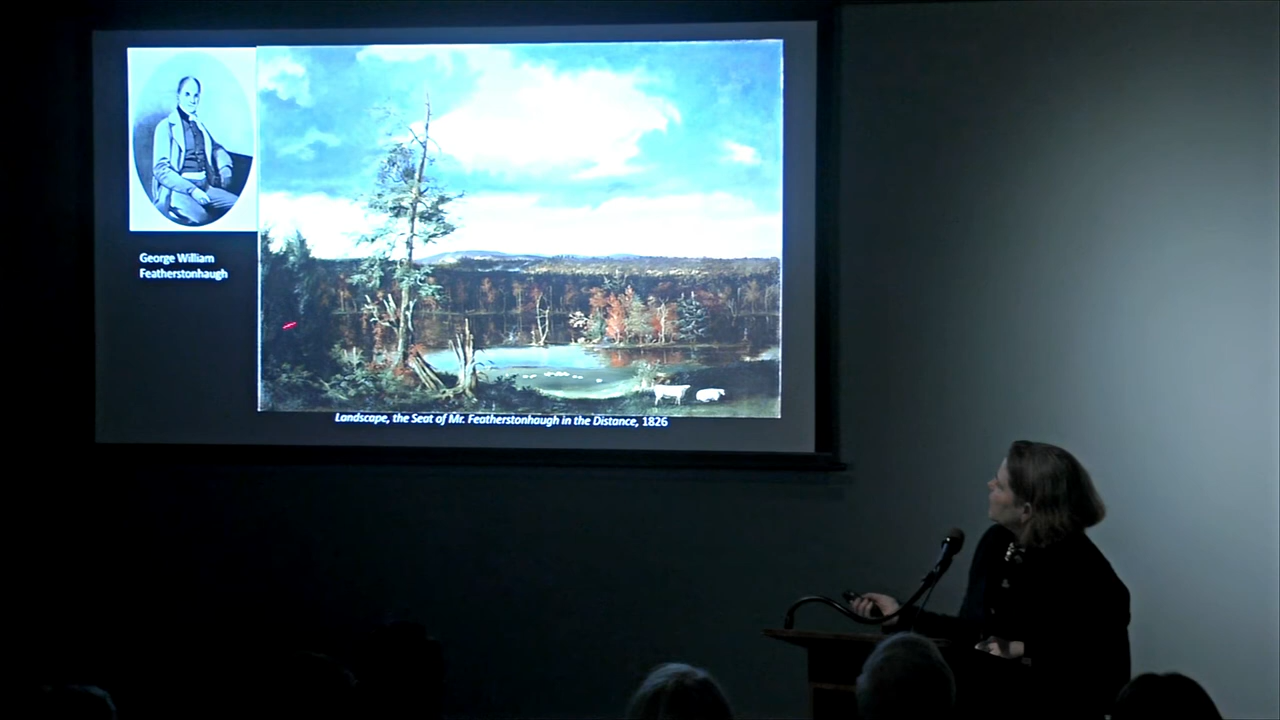 George William
Featherstonhaugh
Landscape, the Seat of Mr. Featherstonhaugh in the Distance, 1826